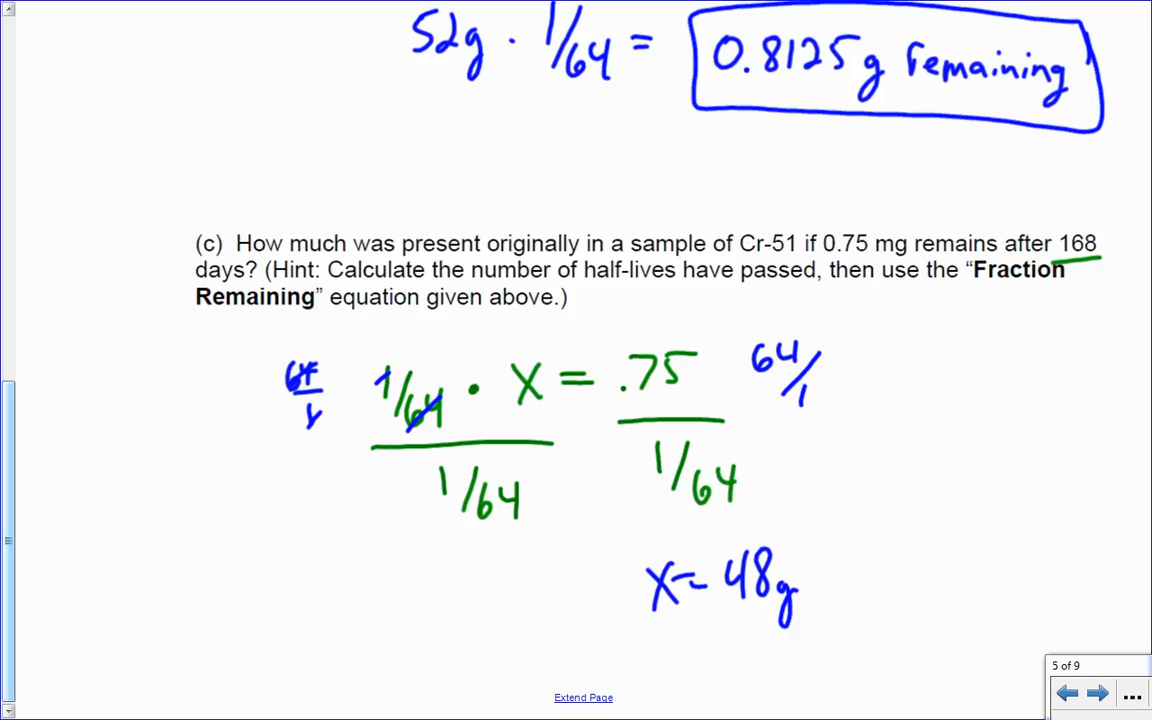 52g · 1/64 = 0.8125g remaining
(c) How much was present originally in a sample of Cr-51 if 0.75 mg remains after 168
days? (Hint: Calculate the number of half-lives have passed, then use the “Fraction
Remaining” equation given above.)
64/1 1/64 · X = .75 64/1
1/64 1/64
X = 48g
5 of 9
...
Extend Page